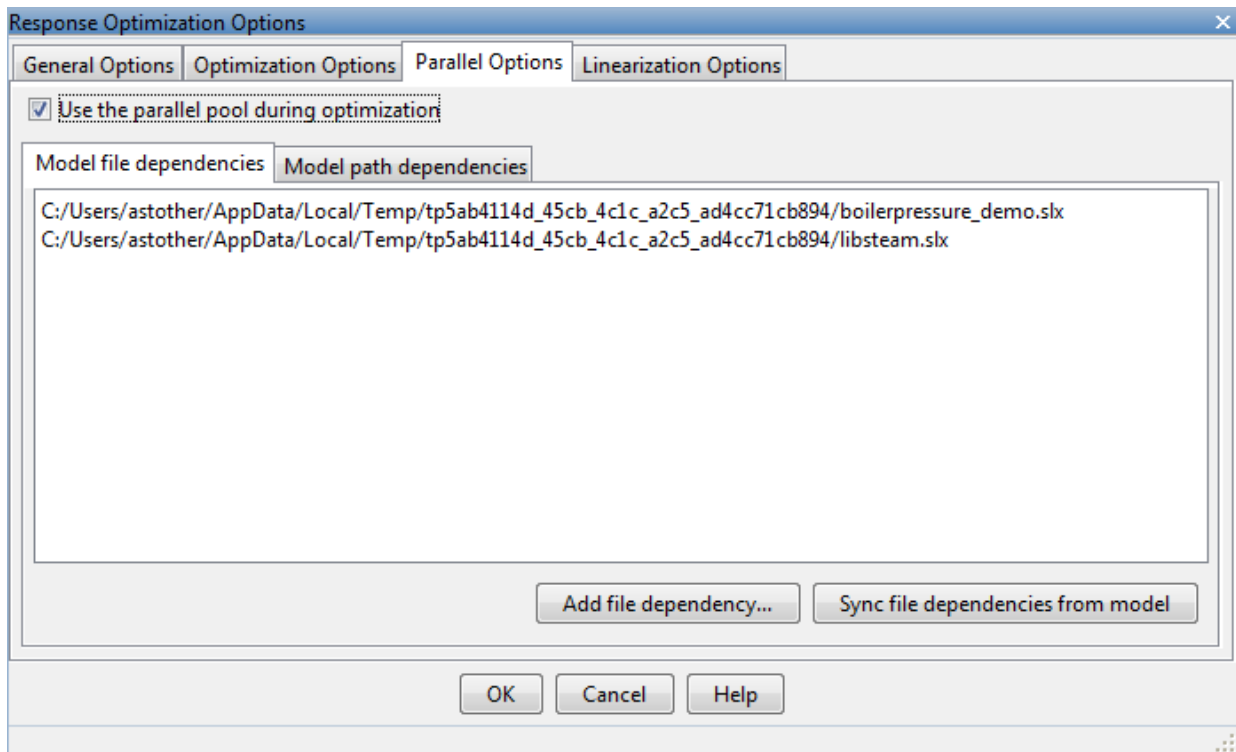 Response Optimization Options
General Options Optimization Options Parallel Options Linearization Options
Use the parallel pool during optimization
Model file dependencies Model path dependencies
C:/Users/astother/AppData/Local/Temp/tp5ab4114d_45cb_4c1c_a2c5_ad4cc71cb894/boilerpressure_demo.slx
C:/Users/astother/AppData/Local/Temp/tp5ab4114d_45cb_4c1c_a2c5_ad4cc71cb894/libsteam.slx
Add file dependency... Sync file dependencies from model
OK Cancel Help